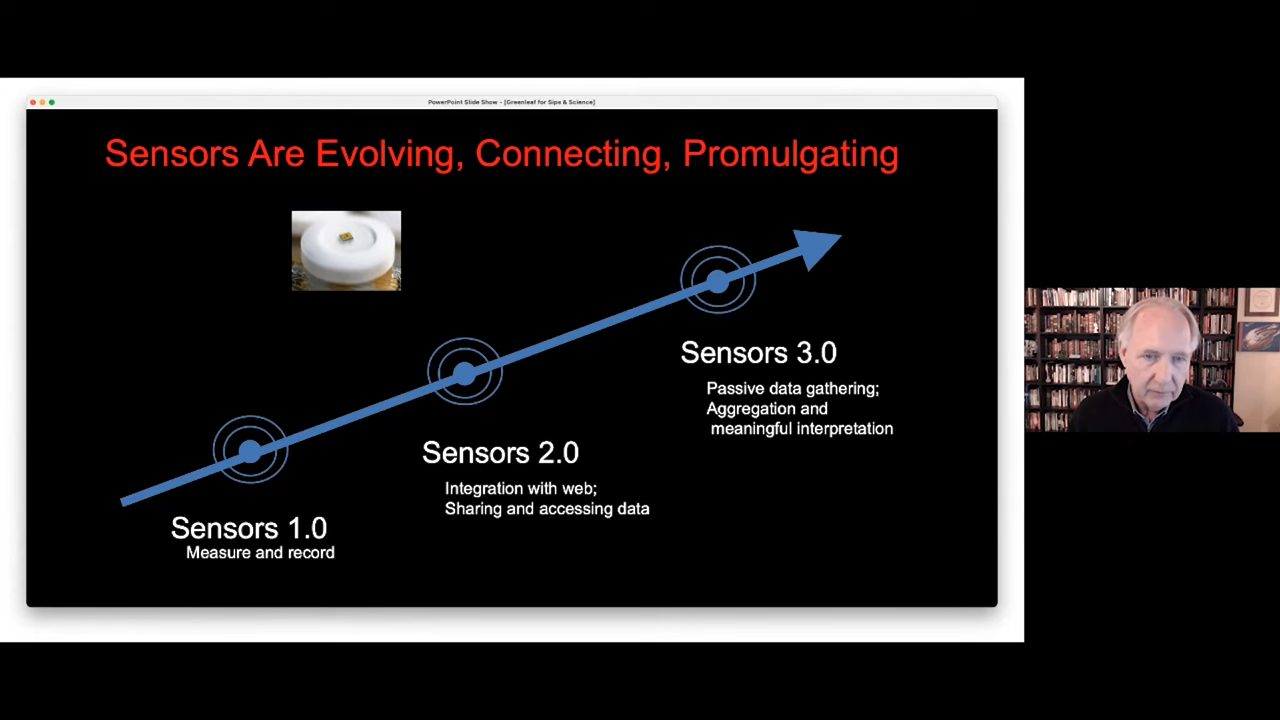 PowerPoint Slide Show - [Greenleaf for Sips & Science]
Sensors Are Evolving, Connecting, Promulgating
Sensors 3.0
Passive data gathering;
Aggregation and
meaningful interpretation
Sensors 2.0
Integration with web;
Sharing and accessing data
Sensors 1.0
Measure and record